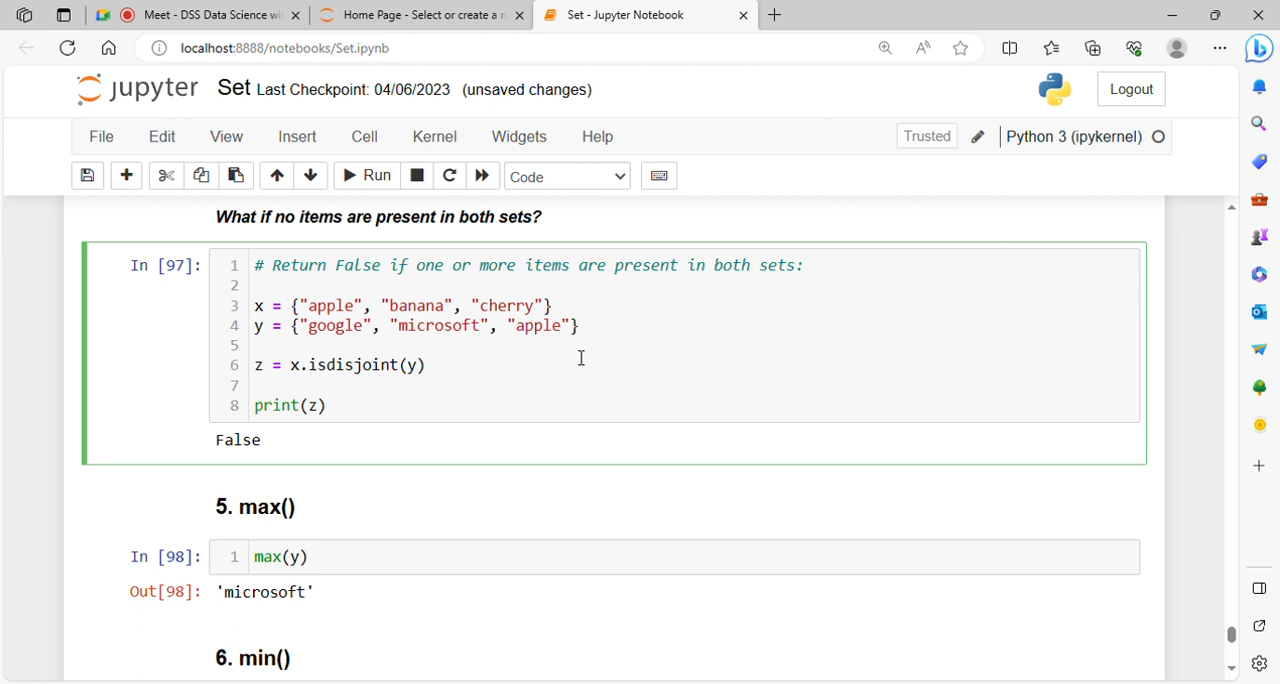 Meet - DSS Data Science wi
Home Page - Select or create a n
Set - Jupyter Notebook
localhost:8888/notebooks/Set.ipynb
jupyter Set Last Checkpoint: 04/06/2023 (unsaved changes)
Logout
File Edit View Insert Cell Kernel Widgets Help
Trusted
Python 3 (ipykernel)
Run
Code
What if no items are present in both sets?
In [97]: 1 # Return False if one or more items are present in both sets:
2
3 x = {"apple", "banana", "cherry"}
4 y = {"google", "microsoft", "apple"}
5
6 z = x.isdisjoint(y)
7
8 print(z)
False
5. max()
In [98]: 1 max(y)
Out[98]: 'microsoft'
6. min()